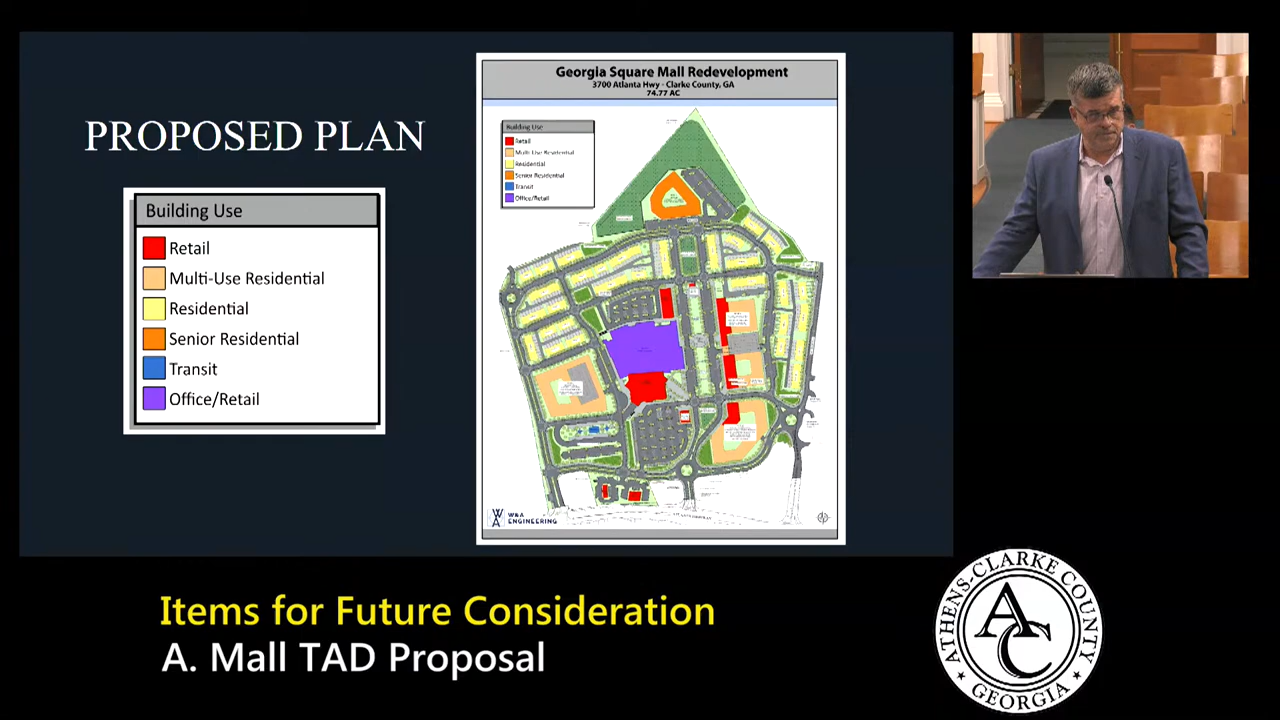 PROPOSED PLAN
Building Use
Retail
Multi-Use Residential
Residential
Senior Residential
Transit
Office/Retail
Georgia Square Mall Redevelopment
3700 Atlanta Hwy - Clarke County, GA
74.77 AC
Building Use
Retail
Multi-Use Residential
Residential
Senior Residential
Transit
Office/Retail
W&A
ENGINEERING
Items for Future Consideration
A. Mall TAD Proposal
ATHENS-CLARKE COUNTY
AC
GEORGIA